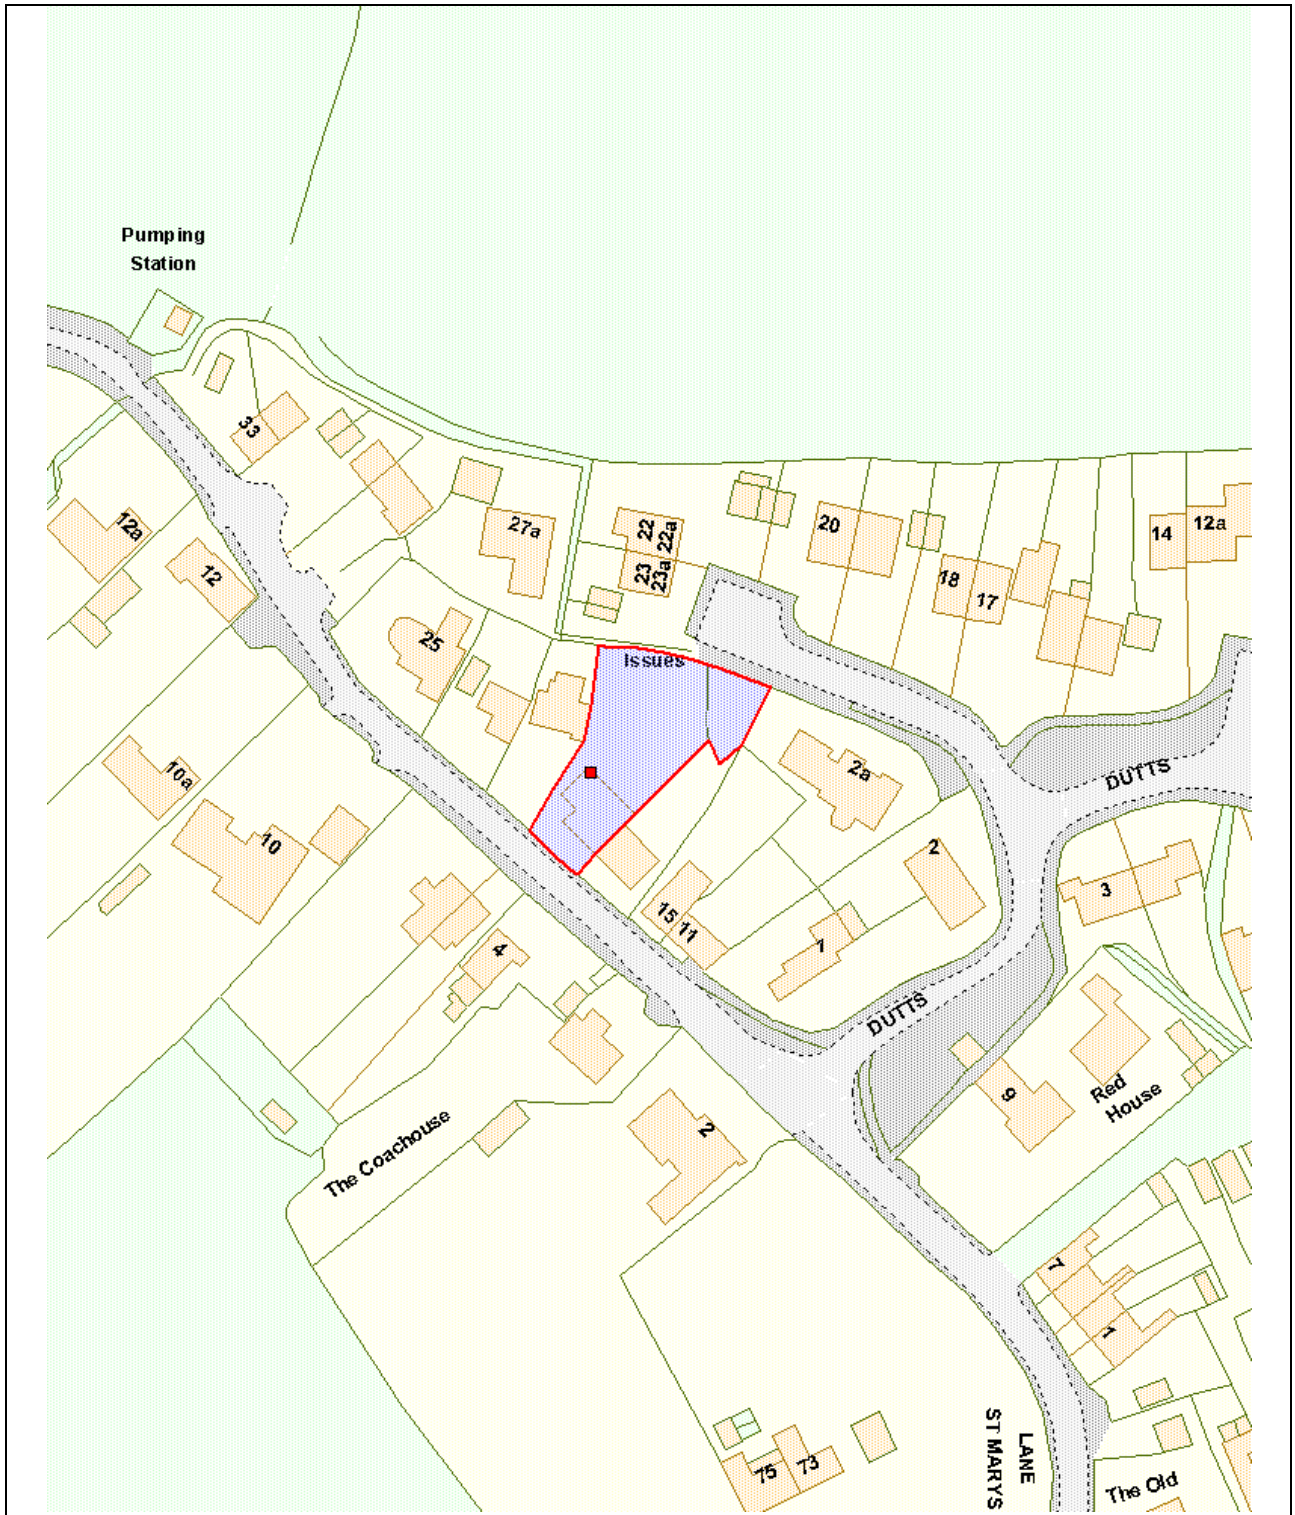 Pumping
Station
33
12a
12
27a
22
22a
23
23a
20
18
17
14
12a
25
Issues
10a
10
2a
DUTTS
2
3
15
11
1
4
DUTTS
9
Red
House
The Coachouse
2
7
1
75
73
ST MARYS
LANE
The Old